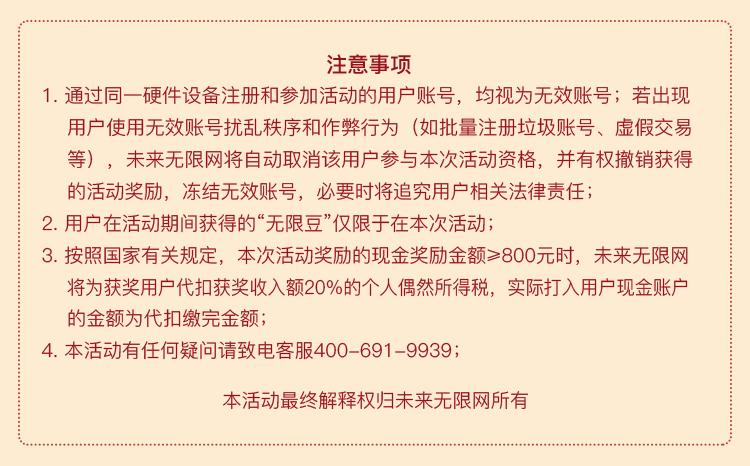 注意事项
1. 通过同一硬件设备注册和参加活动的用户账号，均视为无效账号；若出现
用户使用无效账号扰乱秩序和作弊行为（如批量注册垃圾账号、虚假交易
等），未来无限网将自动取消该用户参与本次活动资格，并有权撤销获得
的活动奖励，冻结无效账号，必要时将追究用户相关法律责任；
2. 用户在活动期间获得的“无限豆”仅限于在本次活动；
3. 按照国家有关规定，本次活动奖励的现金奖励金额≥800元时，未来无限网
将为获奖用户代扣获奖收入额20%的个人偶然所得税，实际打入用户现金账户
的金额为代扣缴完金额；
4. 本活动有任何疑问请致电客服400-691-9939；
本活动最终解释权归未来无限网所有